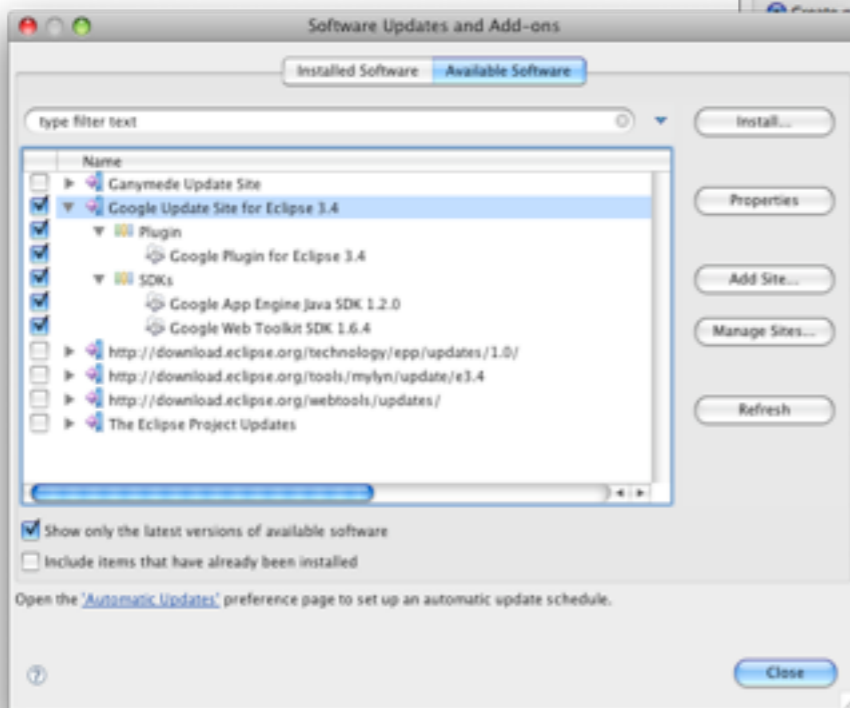 Software Updates and Add-ons
Installed Software
Available Software
type filter text
Install...
Name
Ganymede Update Site
Google Update Site for Eclipse 3.4
Properties
Plugin
Google Plugin for Eclipse 3.4
SDKs
Add Site...
Google App Engine Java SDK 1.2.0
Google Web Toolkit SDK 1.6.4
Manage Sites...
http://download.eclipse.org/technology/epp/updates/1.0/
http://download.eclipse.org/tools/mylyn/update/e3.4
http://download.eclipse.org/webtools/updates/
Refresh
The Eclipse Project Updates
Show only the latest versions of available software
Include items that have already been installed
Open the 'Automatic Updates' preference page to set up an automatic update schedule.
?
Close